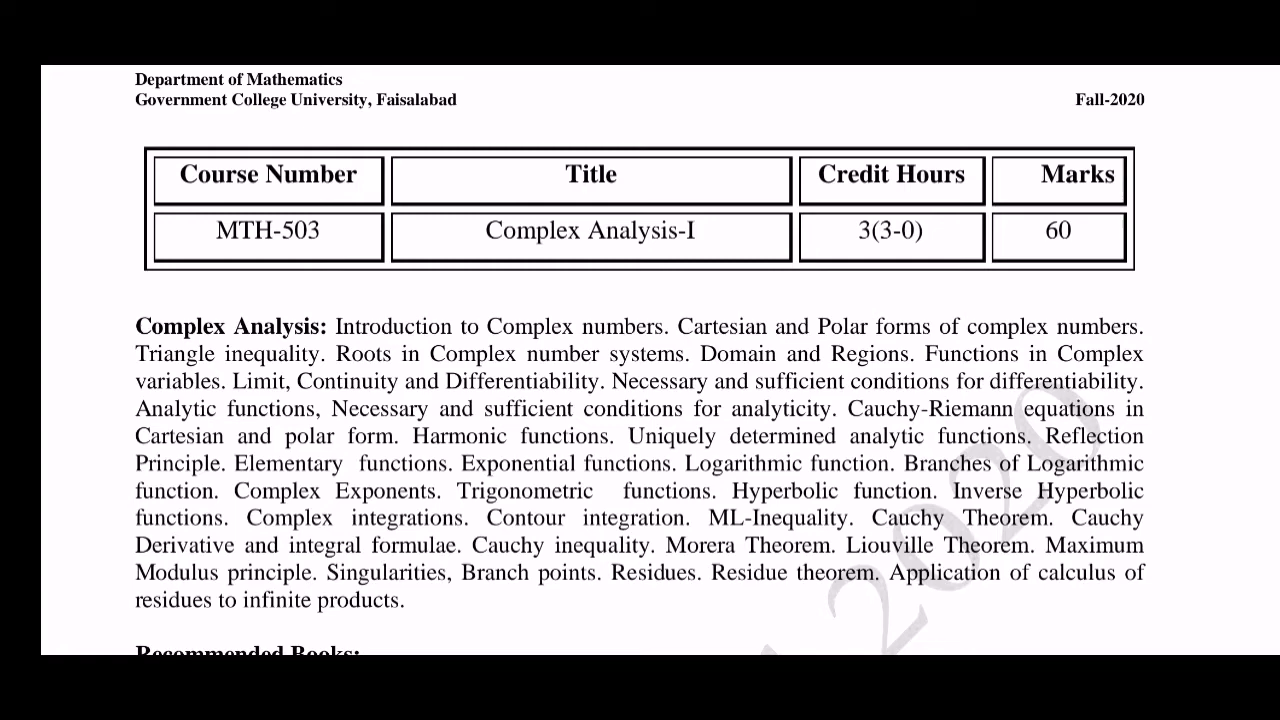 Department of Mathematics
Government College University, Faisalabad Fall-2020
Course Number Title Credit Hours Marks
MTH-503 Complex Analysis-I 3(3-0) 60
Complex Analysis: Introduction to Complex numbers. Cartesian and Polar forms of complex numbers.
Triangle inequality. Roots in Complex number systems. Domain and Regions. Functions in Complex
variables. Limit, Continuity and Differentiability. Necessary and sufficient conditions for differentiability.
Analytic functions, Necessary and sufficient conditions for analyticity. Cauchy-Riemann equations in
Cartesian and polar form. Harmonic functions. Uniquely determined analytic functions. Reflection
Principle. Elementary functions. Exponential functions. Logarithmic function. Branches of Logarithmic
function. Complex Exponents. Trigonometric functions. Hyperbolic function. Inverse Hyperbolic
functions. Complex integrations. Contour integration. ML-Inequality. Cauchy Theorem. Cauchy
Derivative and integral formulae. Cauchy inequality. Morera Theorem. Liouville Theorem. Maximum
Modulus principle. Singularities, Branch points. Residues. Residue theorem. Application of calculus of
residues to infinite products.
Recommended Books:
2020